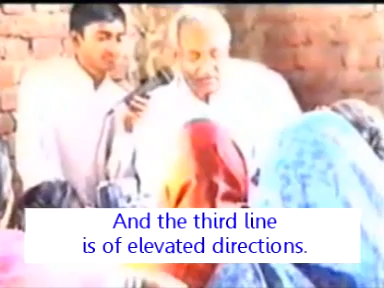 And the third line
is of elevated directions.